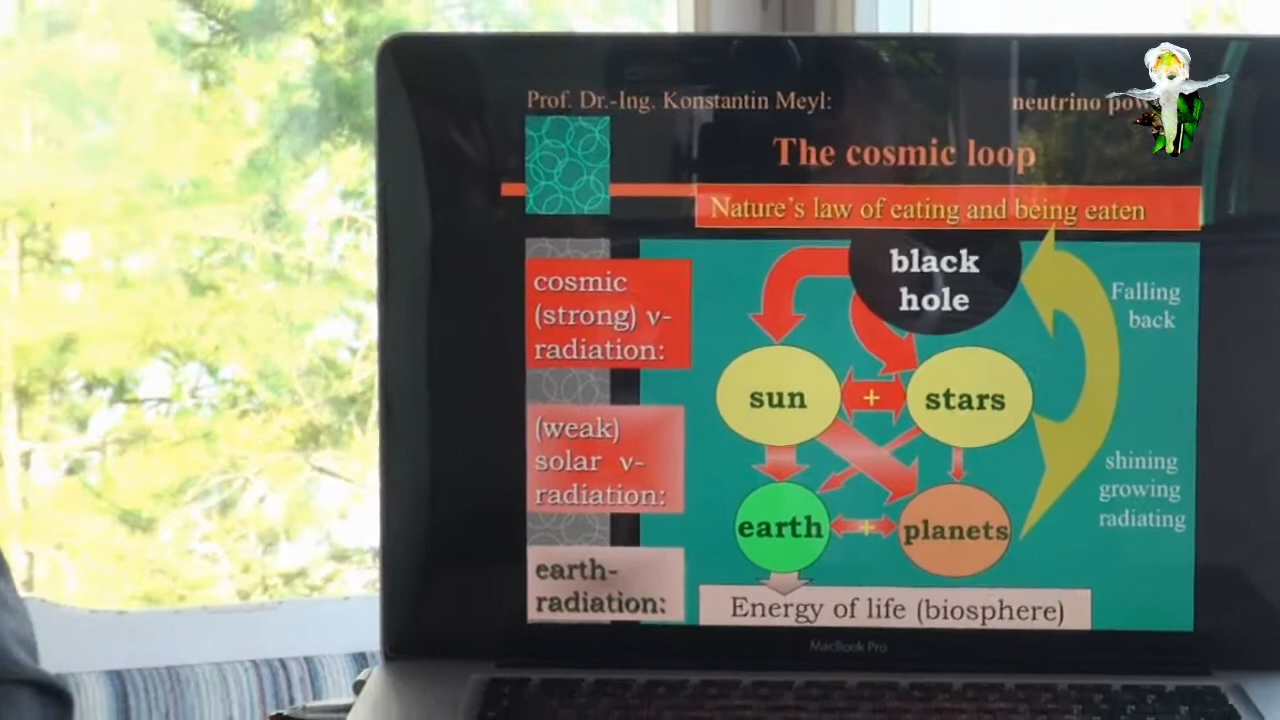 Prof. Dr.-Ing. Konstantin Meyl:
neutrino
The cosmic loop
Nature's law of eating and being eaten
cosmic
(strong) ν-
radiation:
black
hole
Falling
back
sun
+
stars
(weak)
solar ν-
radiation:
shining
growing
radiating
earth
+
planets
earth-
radiation:
Energy of life (biosphere)
MacBook Pro